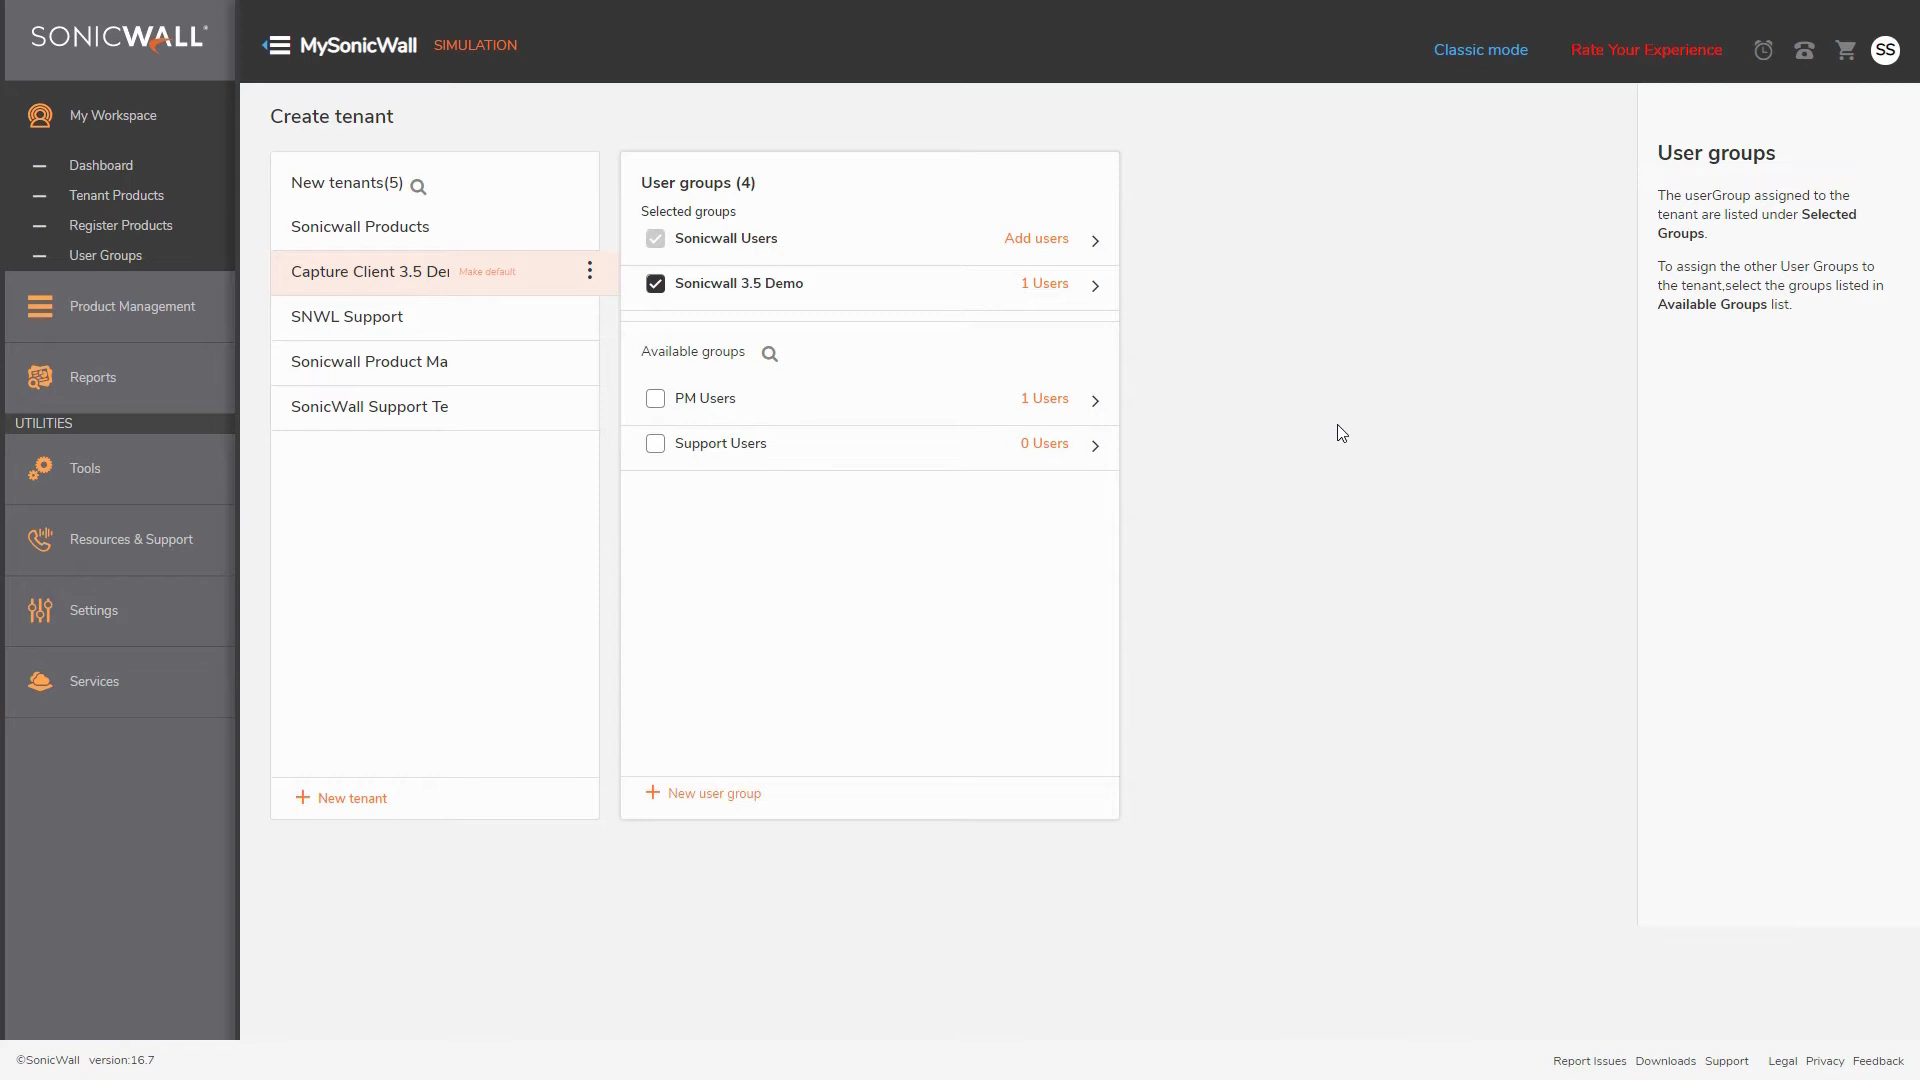 SONICWALL
MySonicWall SIMULATION
Classic mode
Rate Your Experience
SS
My Workspace
Dashboard
Tenant Products
Register Products
User Groups
Product Management
Reports
UTILITIES
Tools
Resources & Support
Settings
Services
Create tenant
New tenants(5)
Sonicwall Products
Capture Client 3.5 De Make default
SNWL Support
Sonicwall Product Ma
SonicWall Support Te
+ New tenant
User groups (4)
Selected groups
Sonicwall Users Add users
Sonicwall 3.5 Demo 1 Users
Available groups
PM Users 1 Users
Support Users 0 Users
+ New user group
User groups
The userGroup assigned to the
tenant are listed under Selected
Groups.
To assign the other User Groups to
the tenant,select the groups listed in
Available Groups list.
©SonicWall version:16.7
Report Issues Downloads Support Legal Privacy Feedback